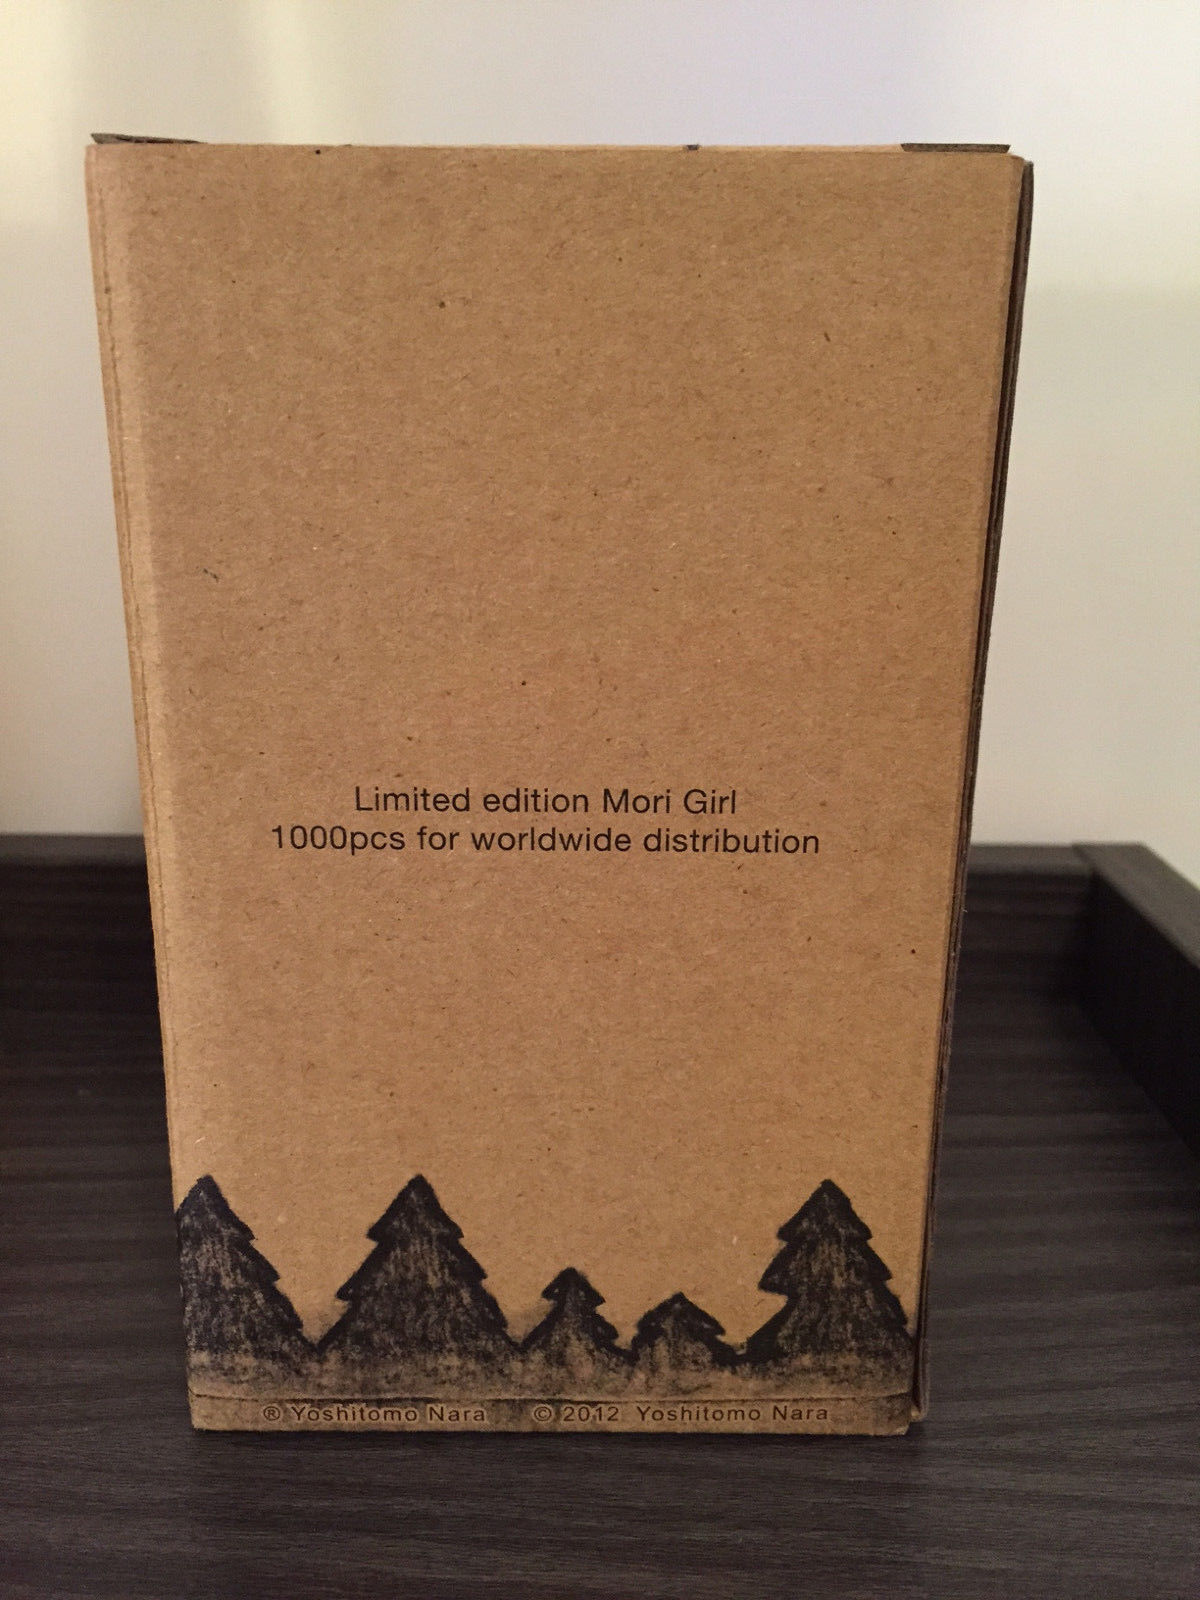 Limited edition Mori Girl
1000pcs for worldwide distribution
® Yoshitomo Nara © 2012 Yoshitomo Nara